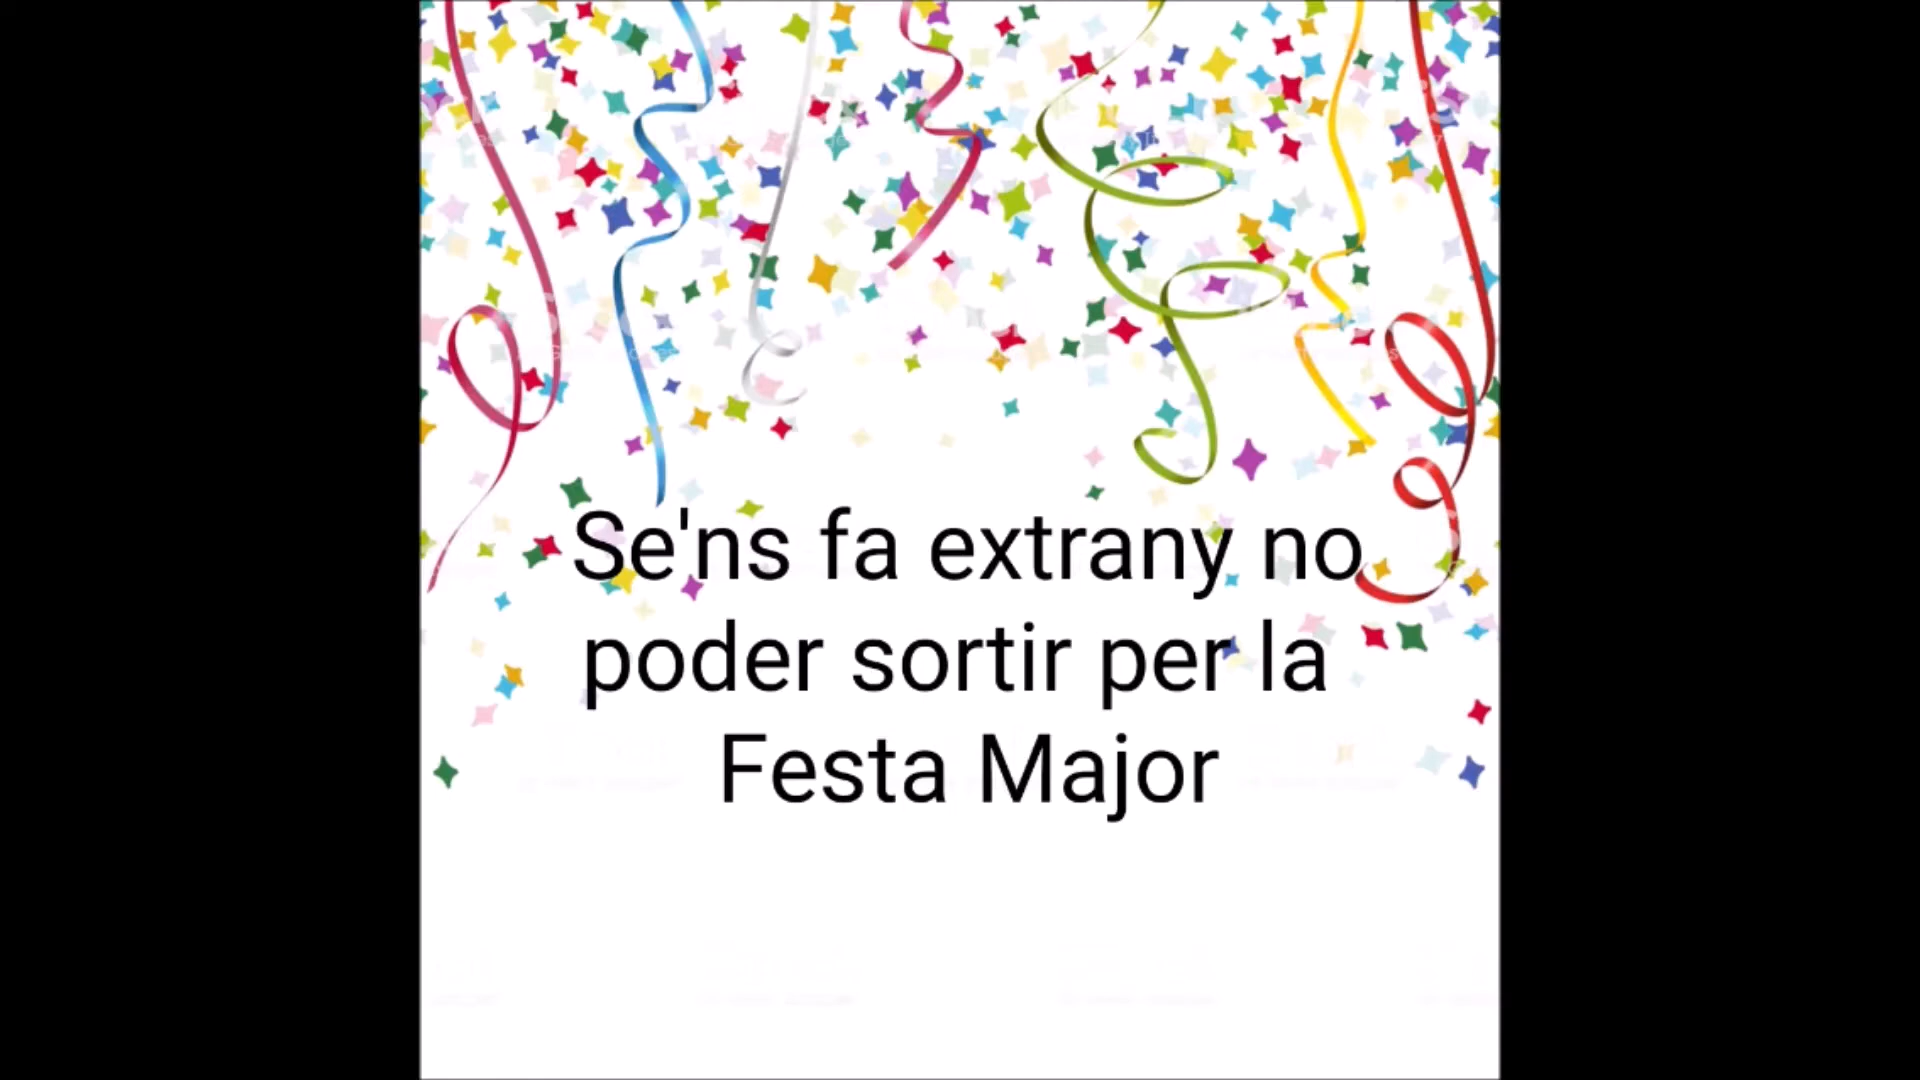 Se'ns fa extrany no
poder sortir per la
Festa Major